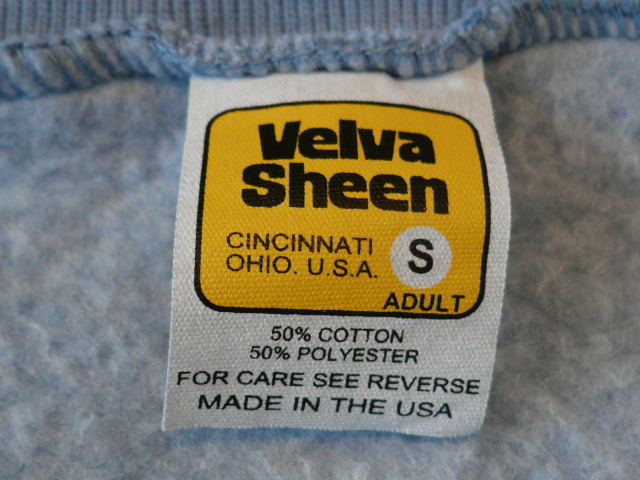 Velva
Sheen
CINCINNATI
OHIO. U.S.A.
S
ADULT
50% COTTON
50% POLYESTER
FOR CARE SEE REVERSE
MADE IN THE USA